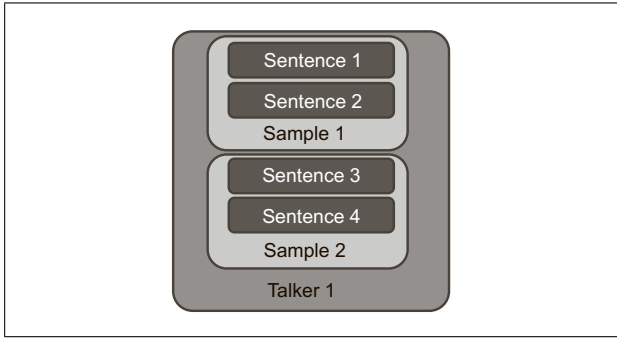 Sentence 1
Sentence 2
Sample 1
Sentence 3
Sentence 4
Sample 2
Talker 1